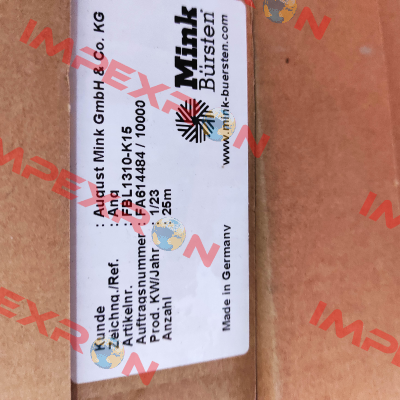 Kunde : August Mink GmbH & Co. KG
Zeichng./Ref. : Ang
Artikelnr. : FBL1310-K15
Auftragsnummer : FA614484 / 10000
Prod. KW/Jahr : 1/23
Anzahl : 25m
Made in Germany
Mink
Bürsten
www.mink-buersten.com
IMPEXRON
IMPEXRON
IMPEXRON
IMPEXRON